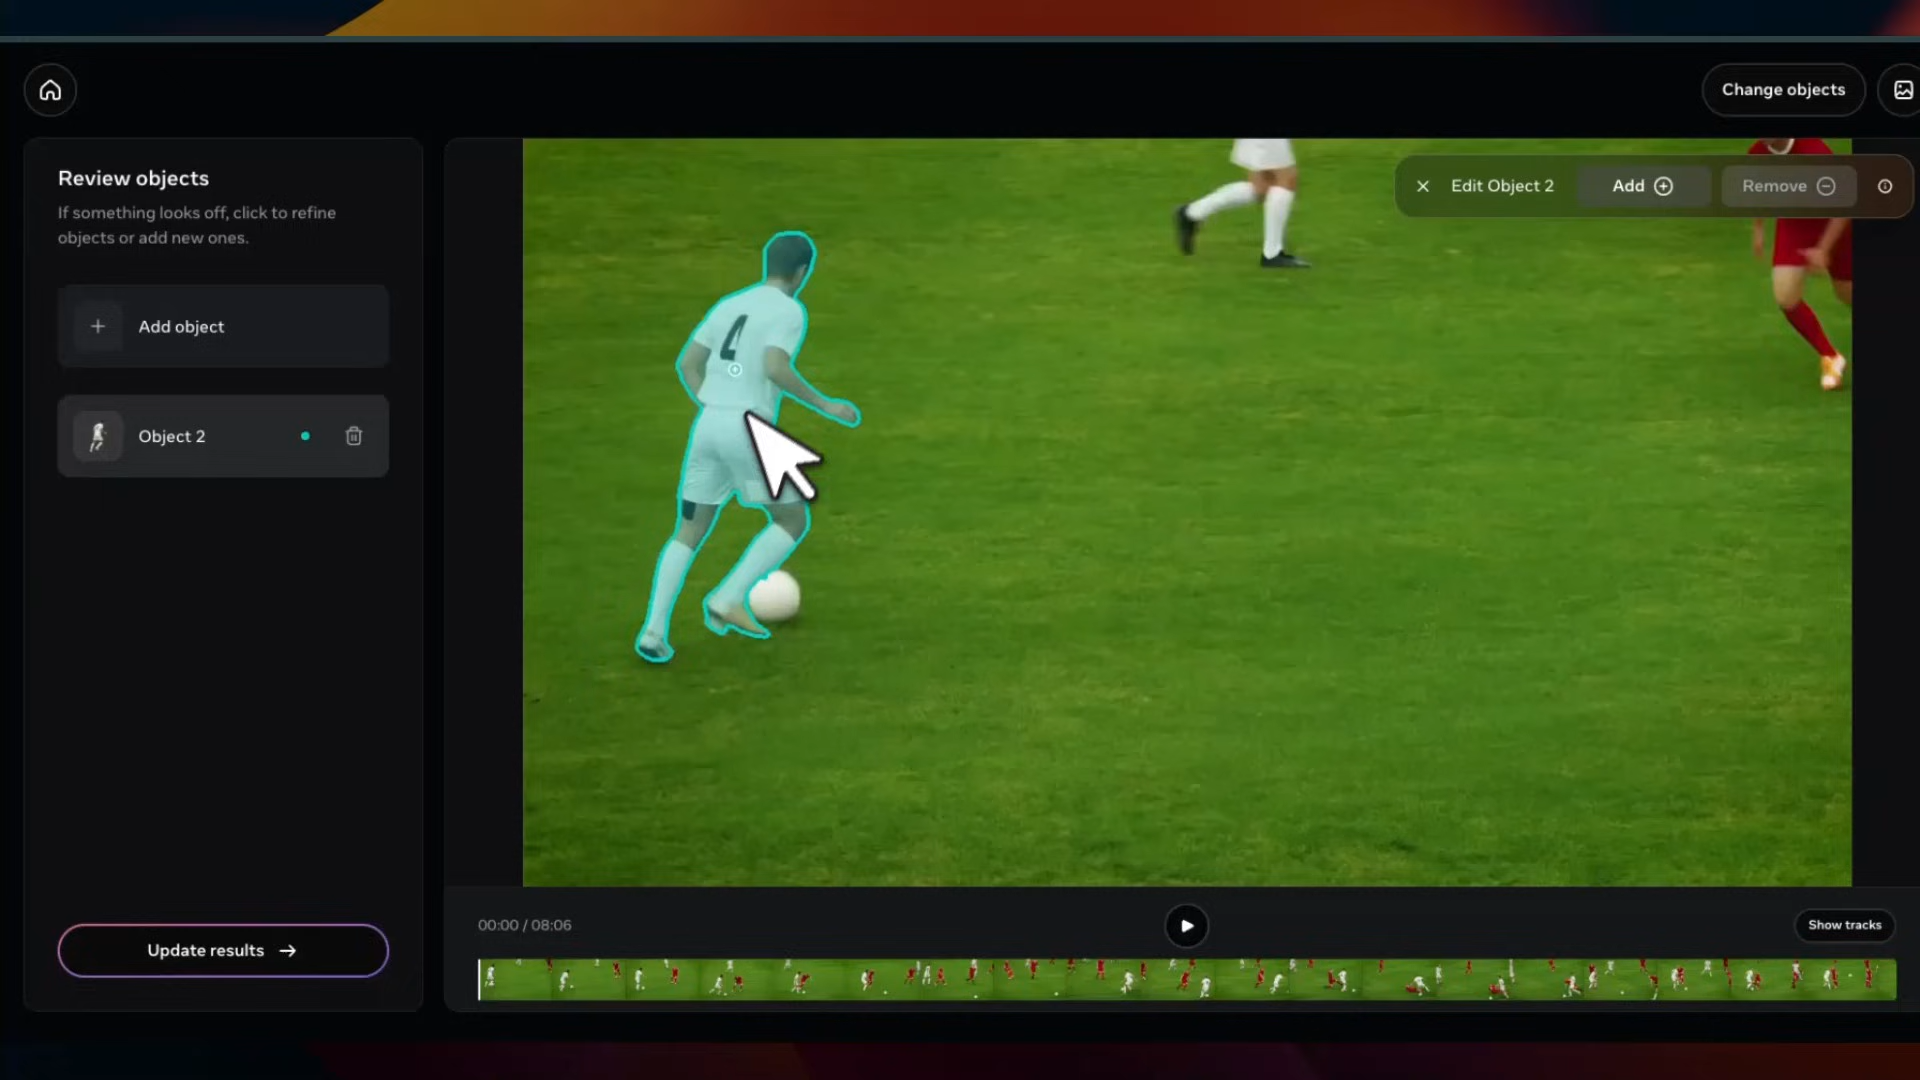 Change objects
Review objects
If something looks off, click to refine
objects or add new ones.
Edit Object 2
Add
Remove
Add object
4
Object 2
00:00 / 08:06
Show tracks
Update results